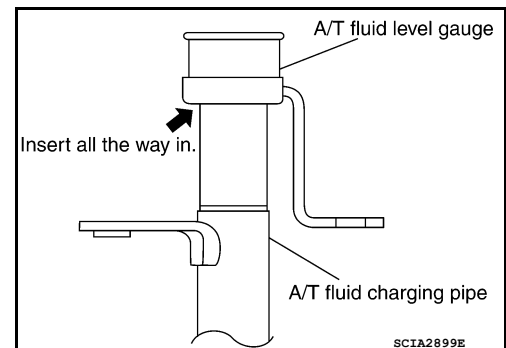 A/T fluid level gauge
Insert all the way in.
A/T fluid charging pipe
SCIA2899E